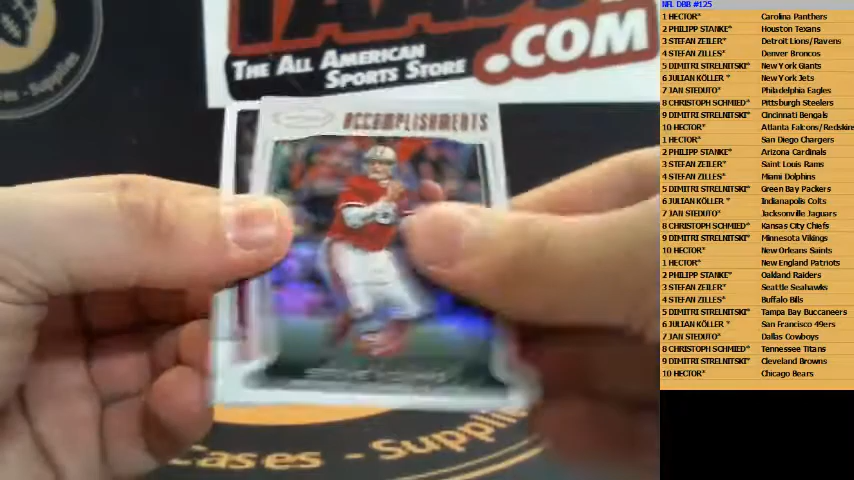 .COM
THE ALL AMERICAN
SPORTS STORE
- Supplies
ACCOMPLISHMENTS
Cases - Supplies
NFL DBB #125
1 HECTOR* Carolina Panthers
2 PHILIPP STANKE* Houston Texans
3 STEFAN ZEILER* Detroit Lions/Ravens
4 STEFAN ZILLES* Denver Broncos
5 DIMITRI STRELNITSKI* New York Giants
6 JULIAN KÖLLER * New York Jets
7 JAN STEDUTO* Philadelphia Eagles
8 CHRISTOPH SCHMIED* Pittsburgh Steelers
9 DIMITRI STRELNITSKI* Cincinnati Bengals
10 HECTOR* Atlanta Falcons/Redskins
1 HECTOR* San Diego Chargers
2 PHILIPP STANKE* Arizona Cardinals
3 STEFAN ZEILER* Saint Louis Rams
4 STEFAN ZILLES* Miami Dolphins
5 DIMITRI STRELNITSKI* Green Bay Packers
6 JULIAN KÖLLER * Indianapolis Colts
7 JAN STEDUTO* Jacksonville Jaguars
8 CHRISTOPH SCHMIED* Kansas City Chiefs
9 DIMITRI STRELNITSKI* Minnesota Vikings
10 HECTOR* New Orleans Saints
1 HECTOR* New England Patriots
2 PHILIPP STANKE* Oakland Raiders
3 STEFAN ZEILER* Seattle Seahawks
4 STEFAN ZILLES* Buffalo Bills
5 DIMITRI STRELNITSKI* Tampa Bay Buccaneers
6 JULIAN KÖLLER * San Francisco 49ers
7 JAN STEDUTO* Dallas Cowboys
8 CHRISTOPH SCHMIED* Tennessee Titans
9 DIMITRI STRELNITSKI* Cleveland Browns
10 HECTOR* Chicago Bears